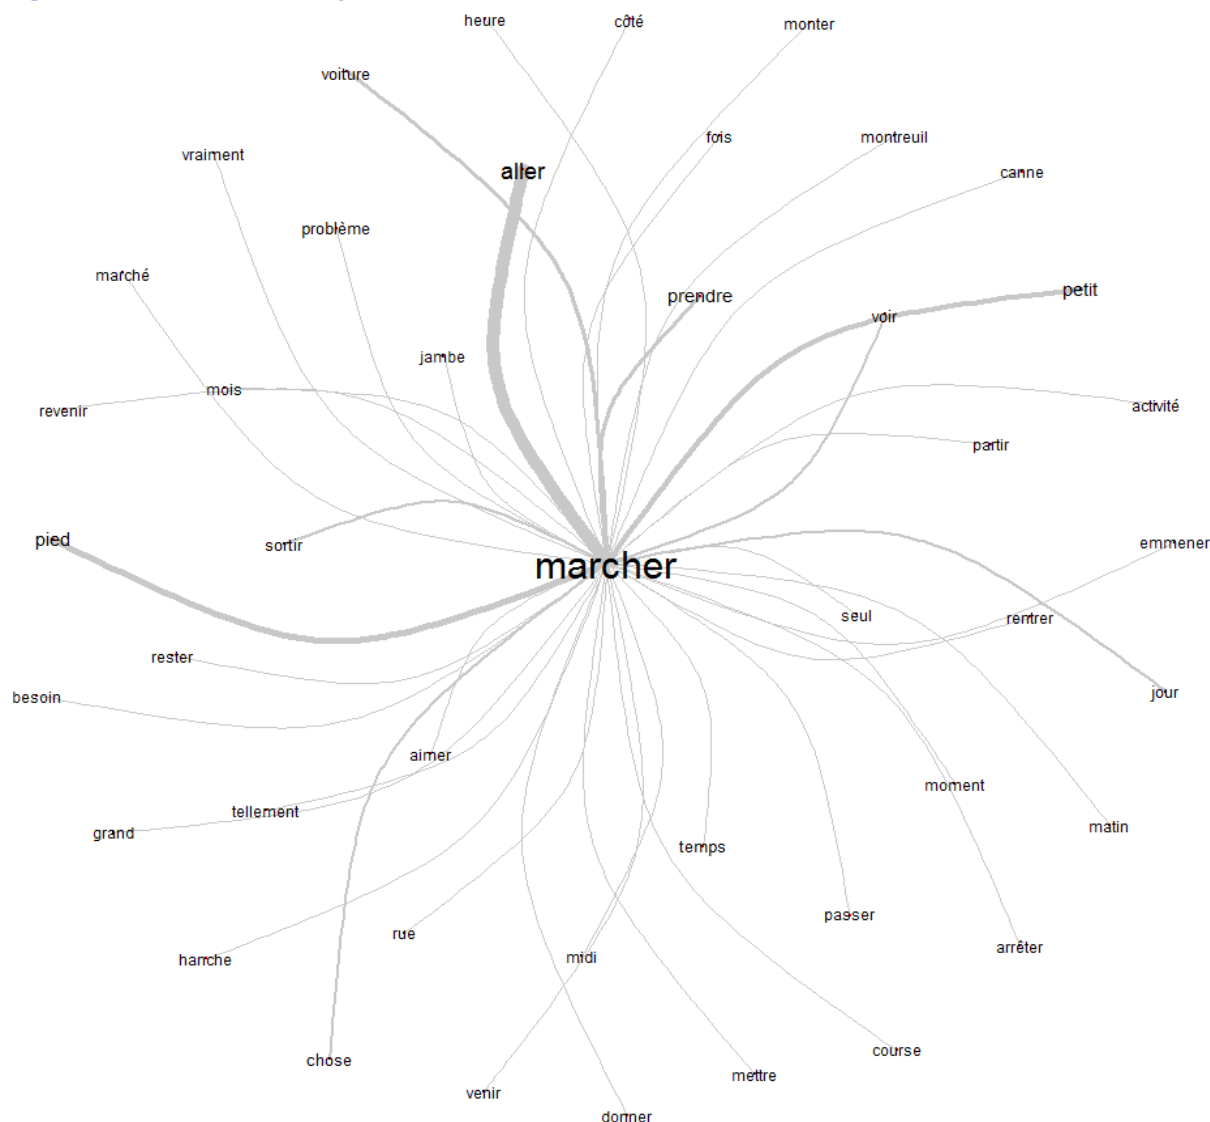 heure
côté
monter
voiture
fois
montreuil
vraiment
aller
canne
problème
marché
prendre
petit
voir
jambe
mois
revenir
activité
partir
pied
sortir
emmener
marcher
seul
rentrer
rester
jour
besoin
aimer
moment
tellement
grand
matin
temps
passer
rue
arrêter
hanche
midi
course
chose
mettre
venir
donner